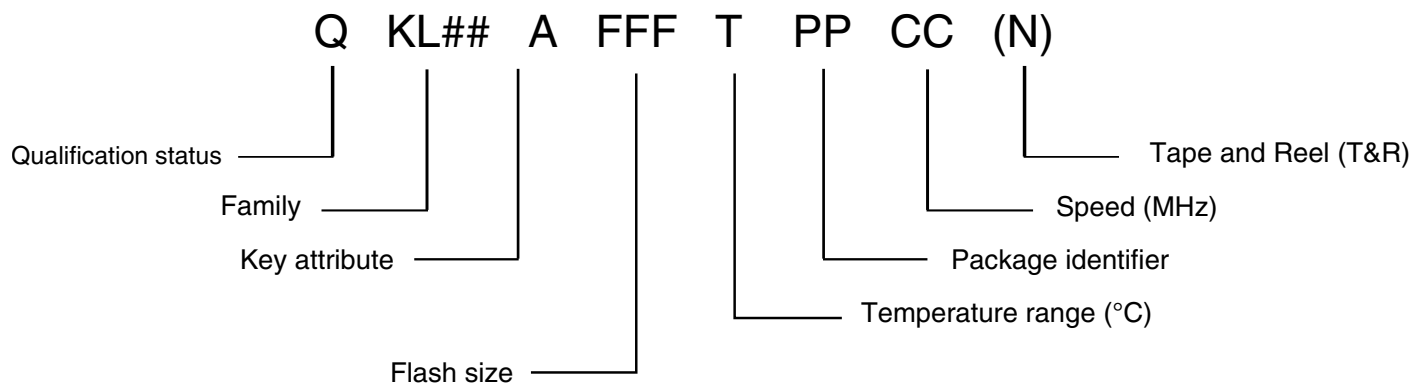 Q KL## A FFF T PP CC (N)
Qualification status
Tape and Reel (T&R)
Family
Speed (MHz)
Key attribute
Package identifier
Temperature range (°C)
Flash size